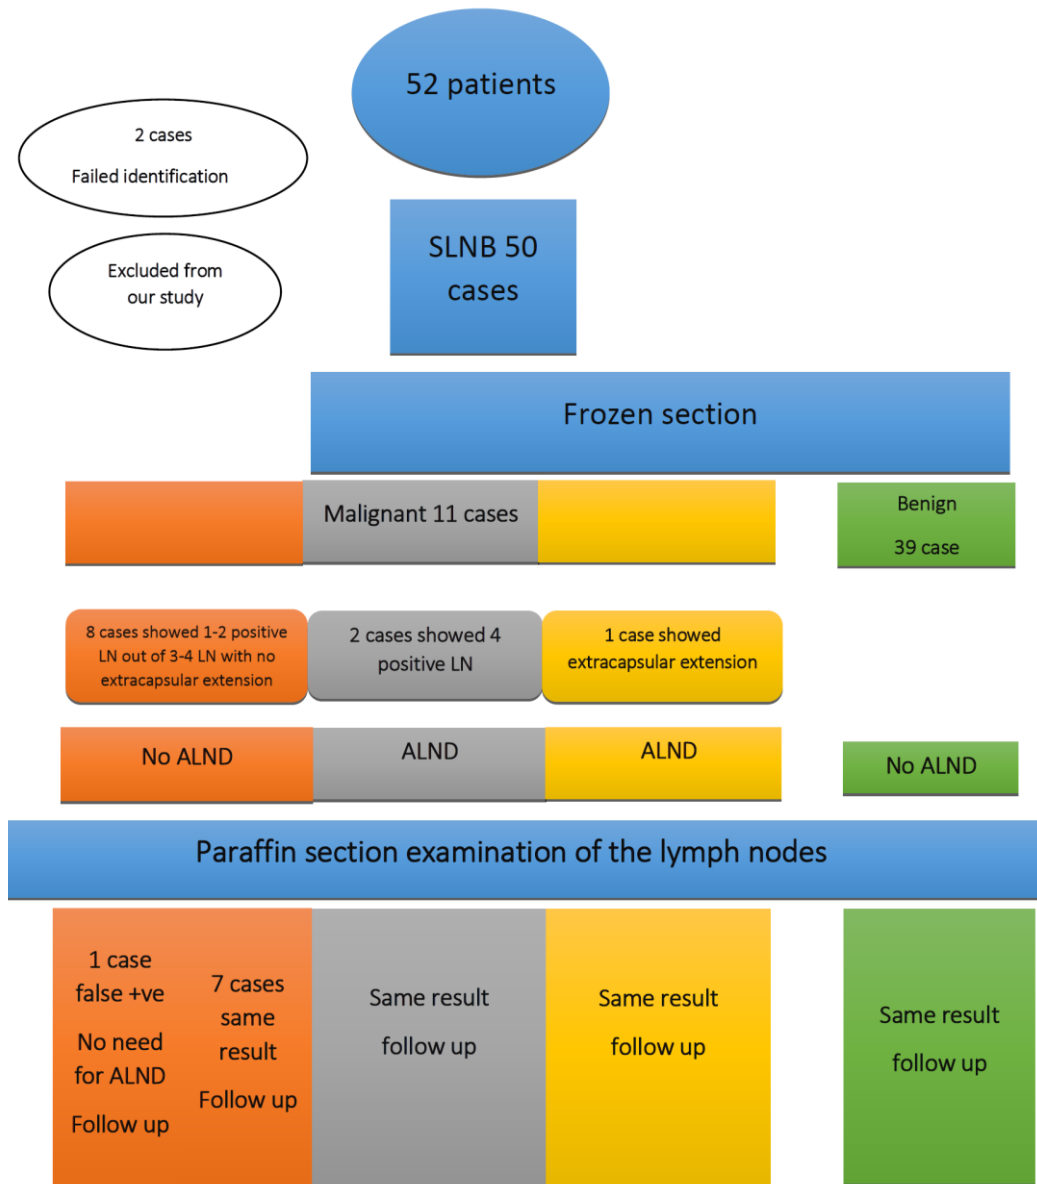 52 patients
2 cases
Failed identification
Excluded from
our study
SLNB 50
cases
Frozen section
Malignant 11 cases
Benign
39 case
8 cases showed 1-2 positive
LN out of 3-4 LN with no
extracapsular extension
2 cases showed 4
positive LN
1 case showed
extracapsular extension
No ALND
ALND
ALND
No ALND
Paraffin section examination of the lymph nodes
1 case
false +ve
No need
for ALND
Follow up
7 cases
same
result
Follow up
Same result
follow up
Same result
follow up
Same result
follow up